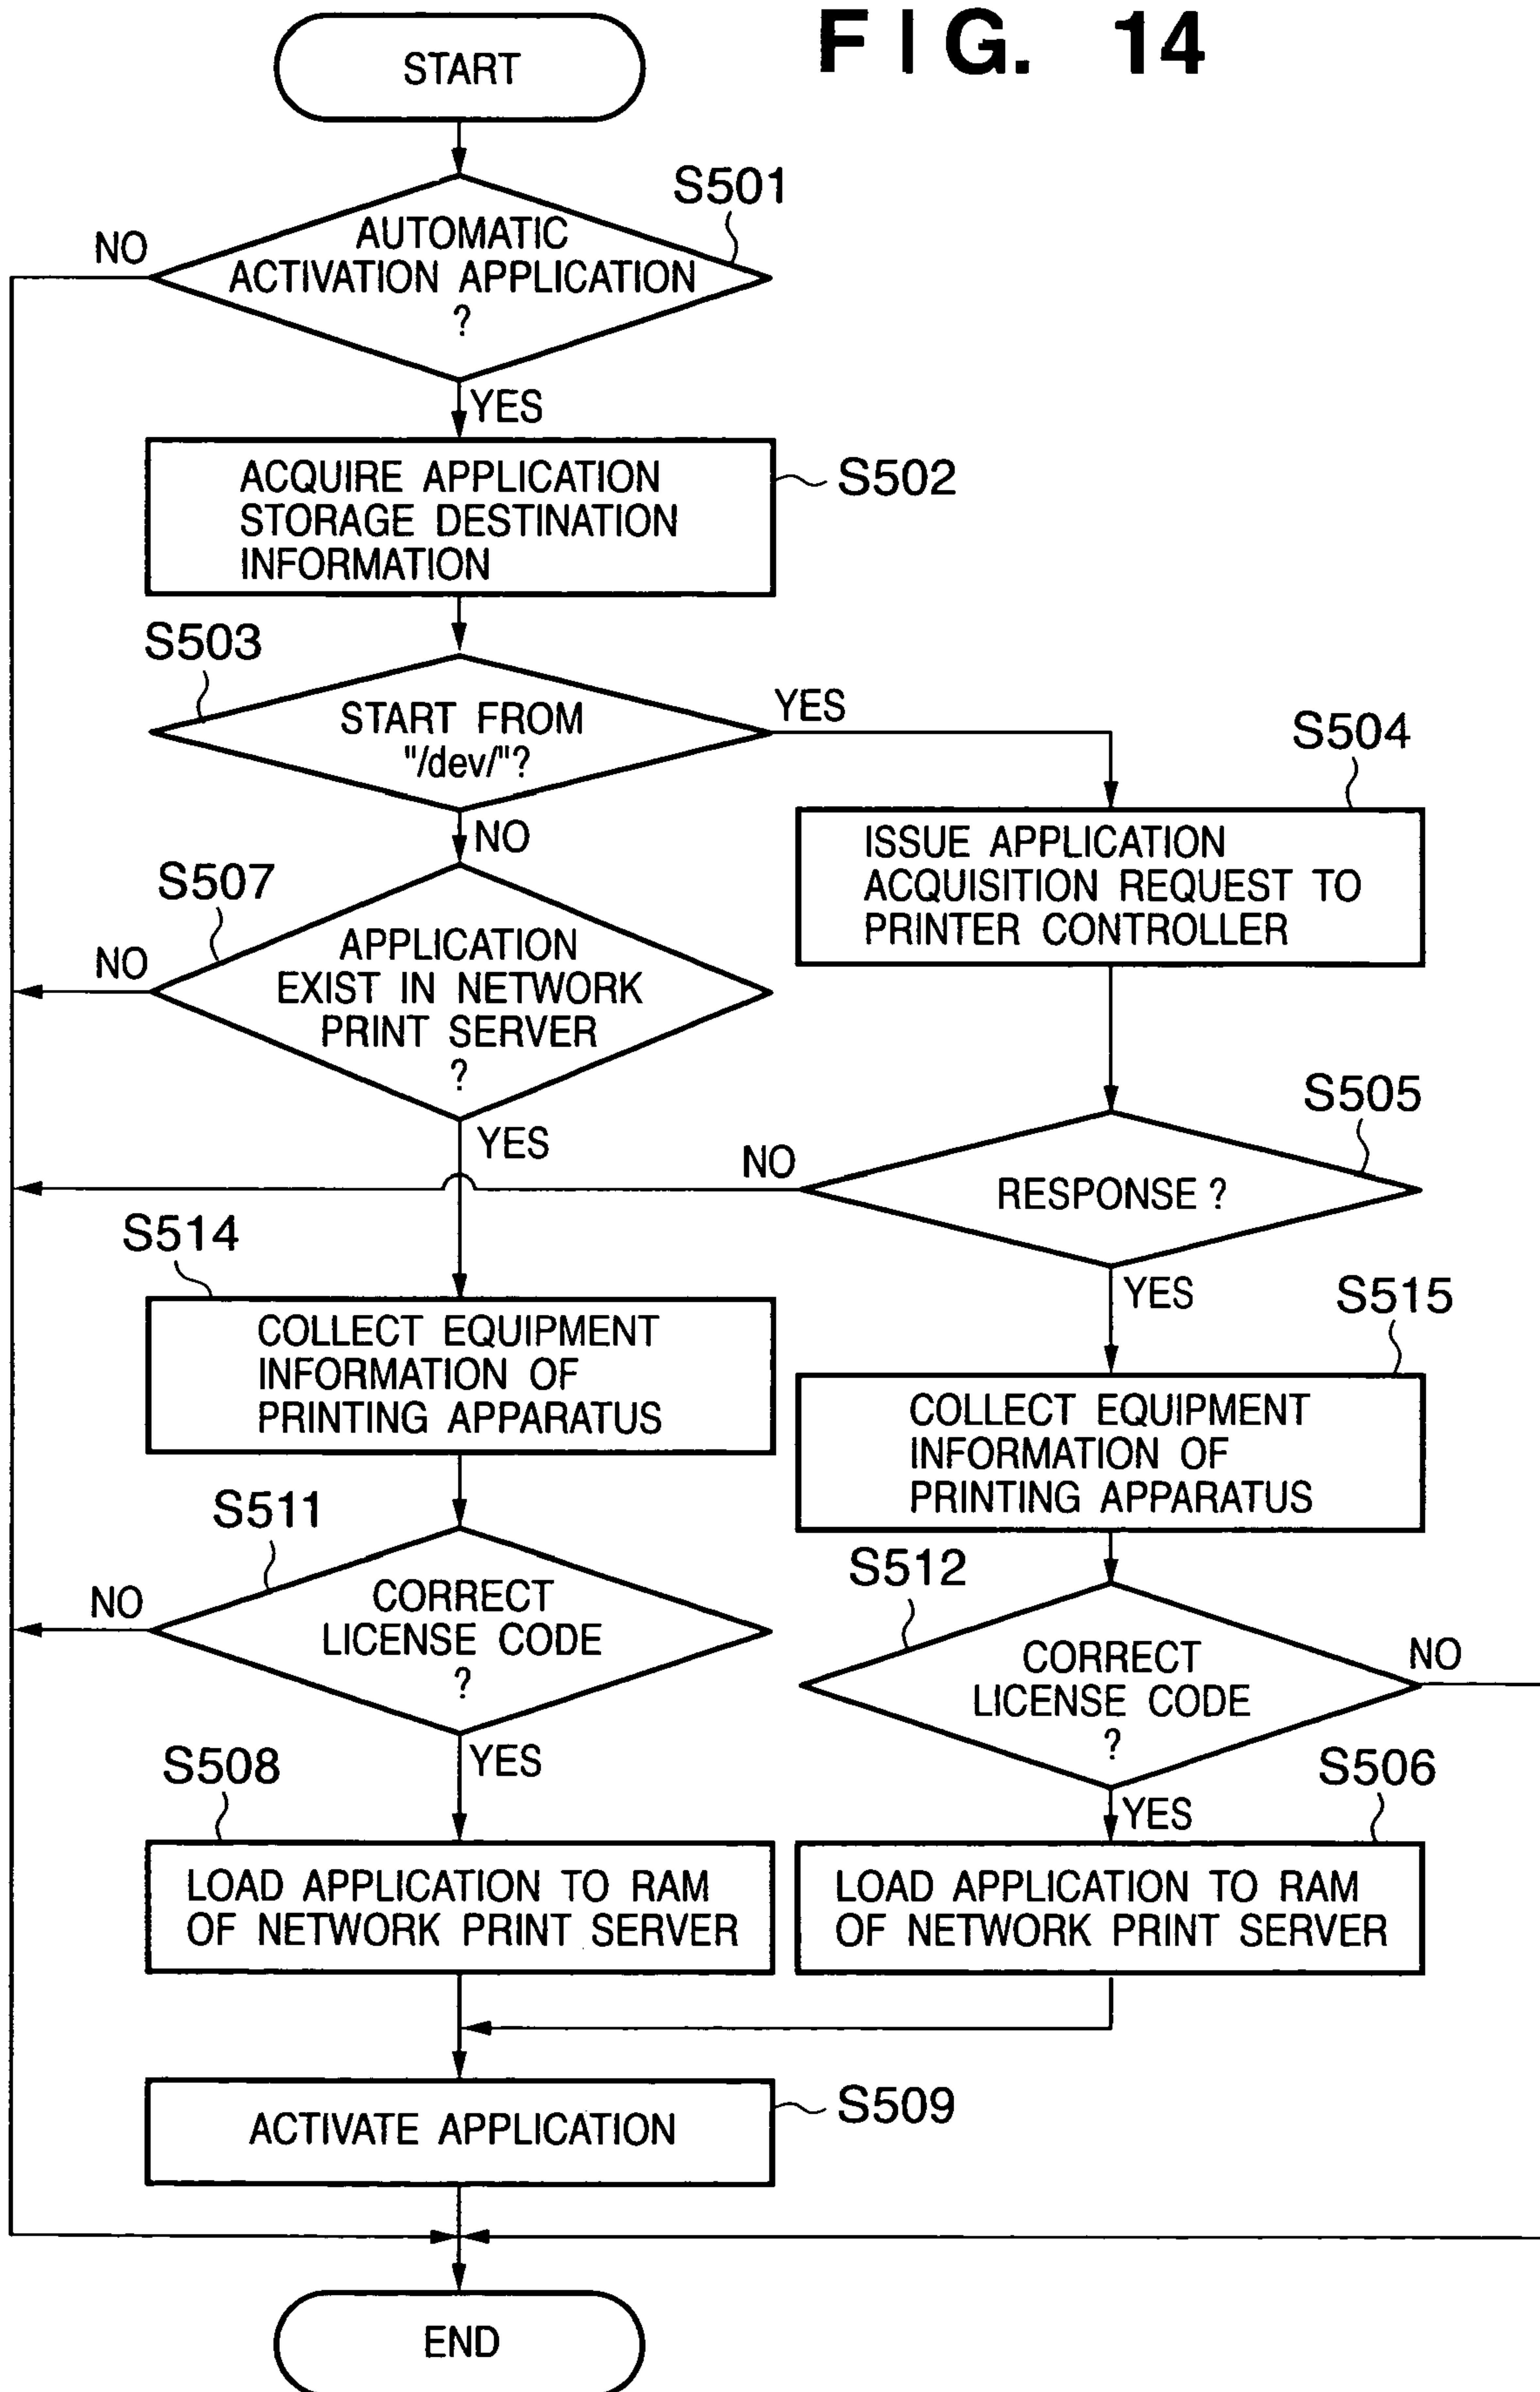 FIG. 14
START
S501
NO
AUTOMATIC
ACTIVATION APPLICATION
?
YES
ACQUIRE APPLICATION
STORAGE DESTINATION
INFORMATION
S502
S503
START FROM
"/dev/"?
YES
NO
S504
ISSUE APPLICATION
ACQUISITION REQUEST TO
PRINTER CONTROLLER
S507
NO
APPLICATION
EXIST IN NETWORK
PRINT SERVER
?
YES
S505
NO
RESPONSE ?
YES
S514
COLLECT EQUIPMENT
INFORMATION OF
PRINTING APPARATUS
S515
COLLECT EQUIPMENT
INFORMATION OF
PRINTING APPARATUS
S511
NO
CORRECT
LICENSE CODE
?
YES
S512
CORRECT
LICENSE CODE
?
NO
YES
S508
LOAD APPLICATION TO RAM
OF NETWORK PRINT SERVER
S506
LOAD APPLICATION TO RAM
OF NETWORK PRINT SERVER
ACTIVATE APPLICATION
S509
END